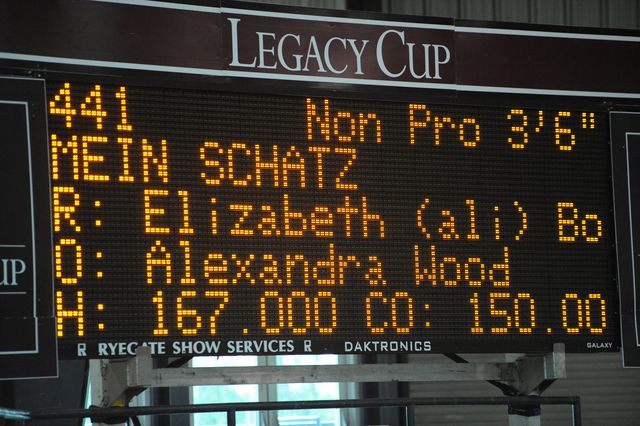 LEGACY CUP
441 Non Pro 3'6"
MEIN SCHATZ
R: Elizabeth (ali) Bo
O: Alexandra Wood
H: 167.000 CO: 150.00
UP
R RYEGATE SHOW SERVICES R DAKTRONICS GALAXY